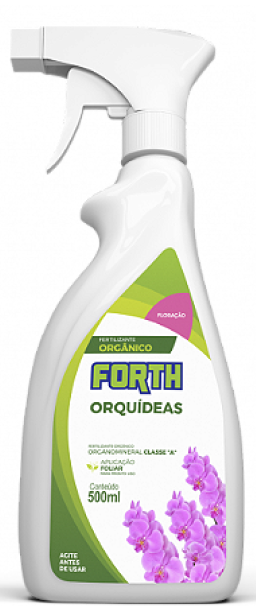 FERTILIZANTE
ORGÂNICO
FLORAÇÃO
FORTH
ORQUÍDEAS
FERTILIZANTE ORGÂNICO
ORGANOMINERAL CLASSE "A"
APLICAÇÃO
FOLIAR
Conteúdo
500ml
AGITE
ANTES
DE USAR